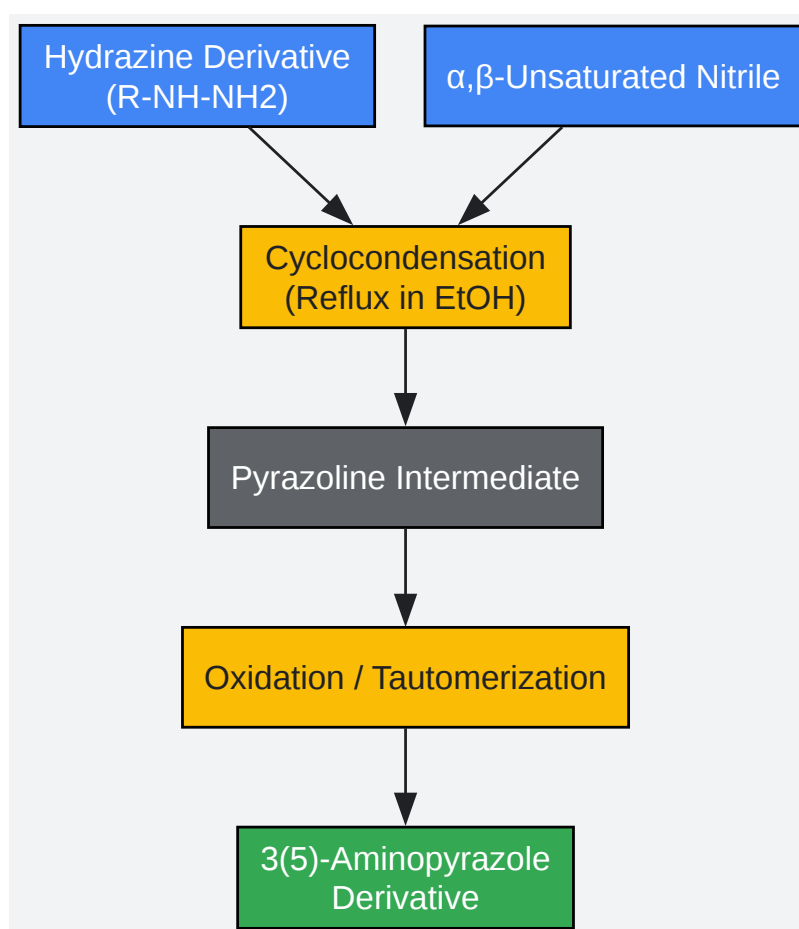 Hydrazine Derivative
(R-NH-NH2)
α,β-Unsaturated Nitrile
Cyclocondensation
(Reflux in EtOH)
Pyrazoline Intermediate
Oxidation / Tautomerization
3(5)-Aminopyrazole
Derivative